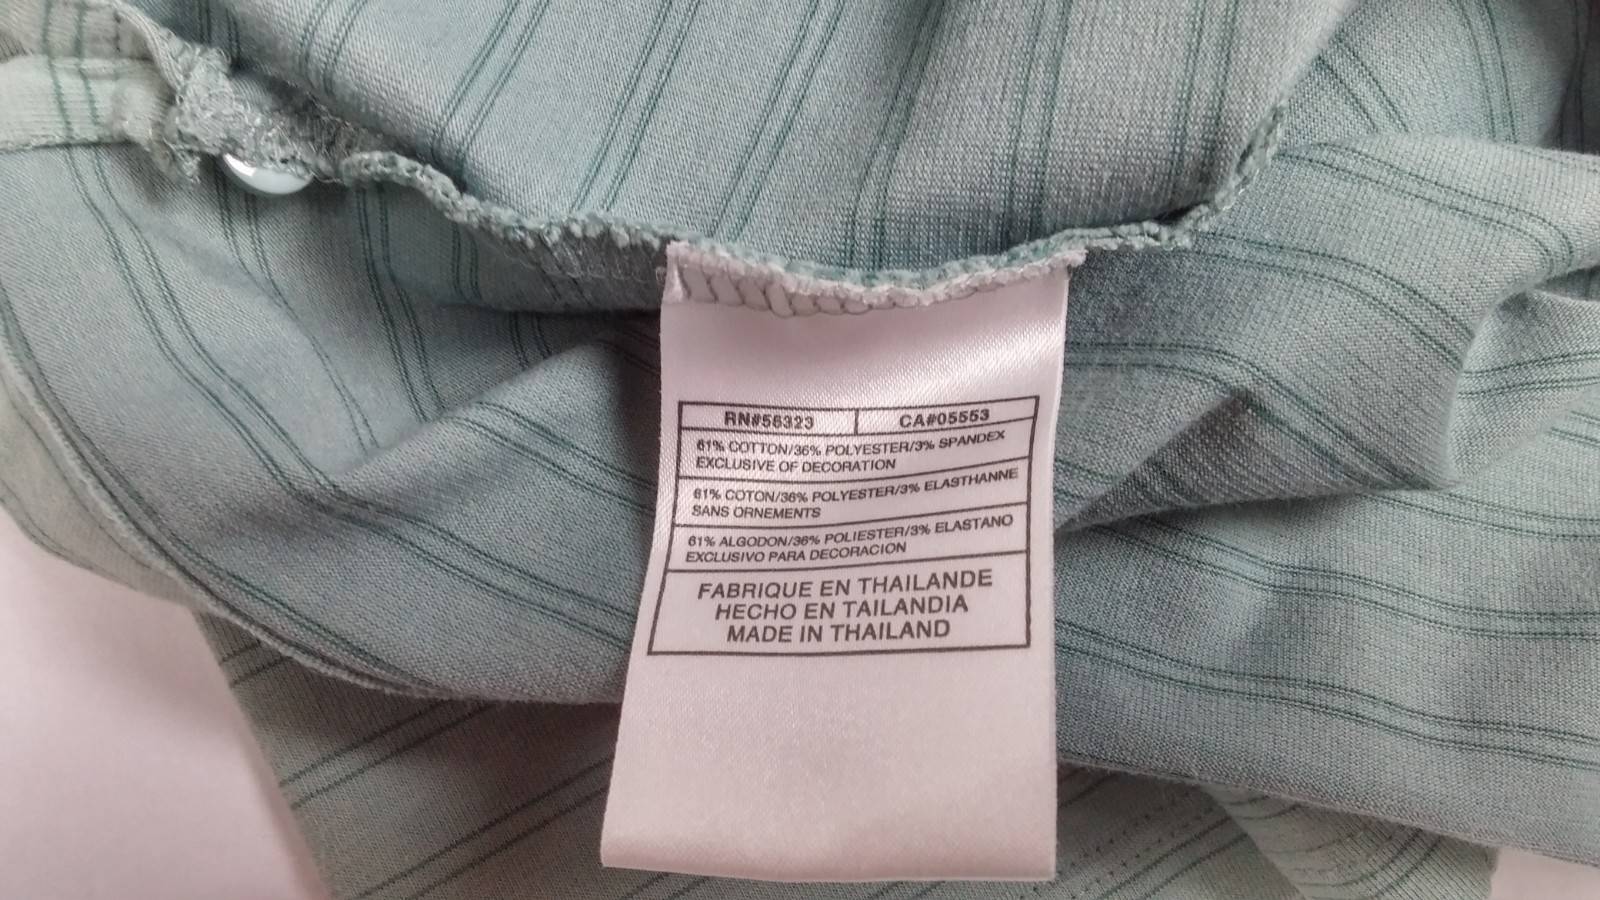 RN#56323 CA#05553
61% COTTON/36% POLYESTER/3% SPANDEX
EXCLUSIVE OF DECORATION
61% COTON/36% POLYESTER/3% ELASTHANNE
SANS ORNEMENTS
61% ALGODON/36% POLIESTER/3% ELASTANO
EXCLUSIVO PARA DECORACION
FABRIQUE EN THAILANDE
HECHO EN TAILANDIA
MADE IN THAILAND